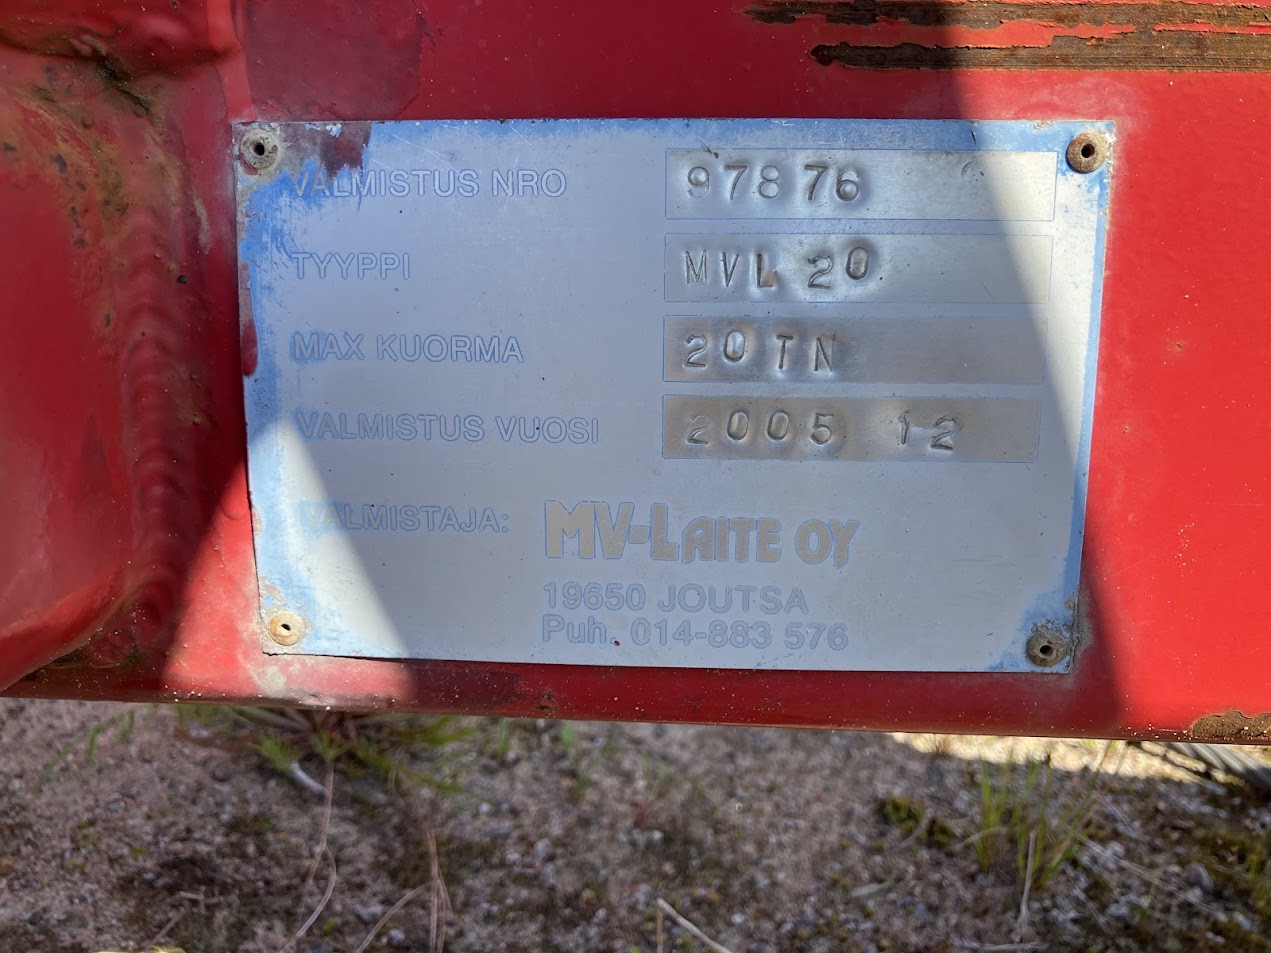 VALMISTUS NRO 97876
TYYPPI MVL 20
MAX KUORMA 20 TN
VALMISTUS VUOSI 2005 12
VALMISTAJA: MV-LAITE OY
19650 JOUTSA
Puh. 014-883 576